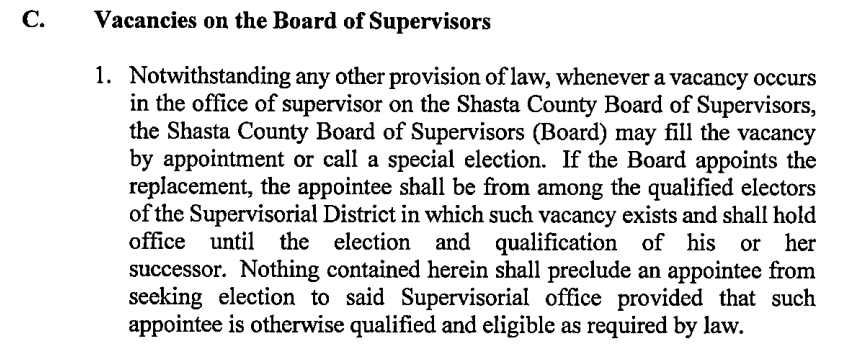 C. Vacancies on the Board of Supervisors
1. Notwithstanding any other provision of law, whenever a vacancy occurs
in the office of supervisor on the Shasta County Board of Supervisors,
the Shasta County Board of Supervisors (Board) may fill the vacancy
by appointment or call a special election. If the Board appoints the
replacement, the appointee shall be from among the qualified electors
of the Supervisorial District in which such vacancy exists and shall hold
office until the election and qualification of his or her
successor. Nothing contained herein shall preclude an appointee from
seeking election to said Supervisorial office provided that such
appointee is otherwise qualified and eligible as required by law.